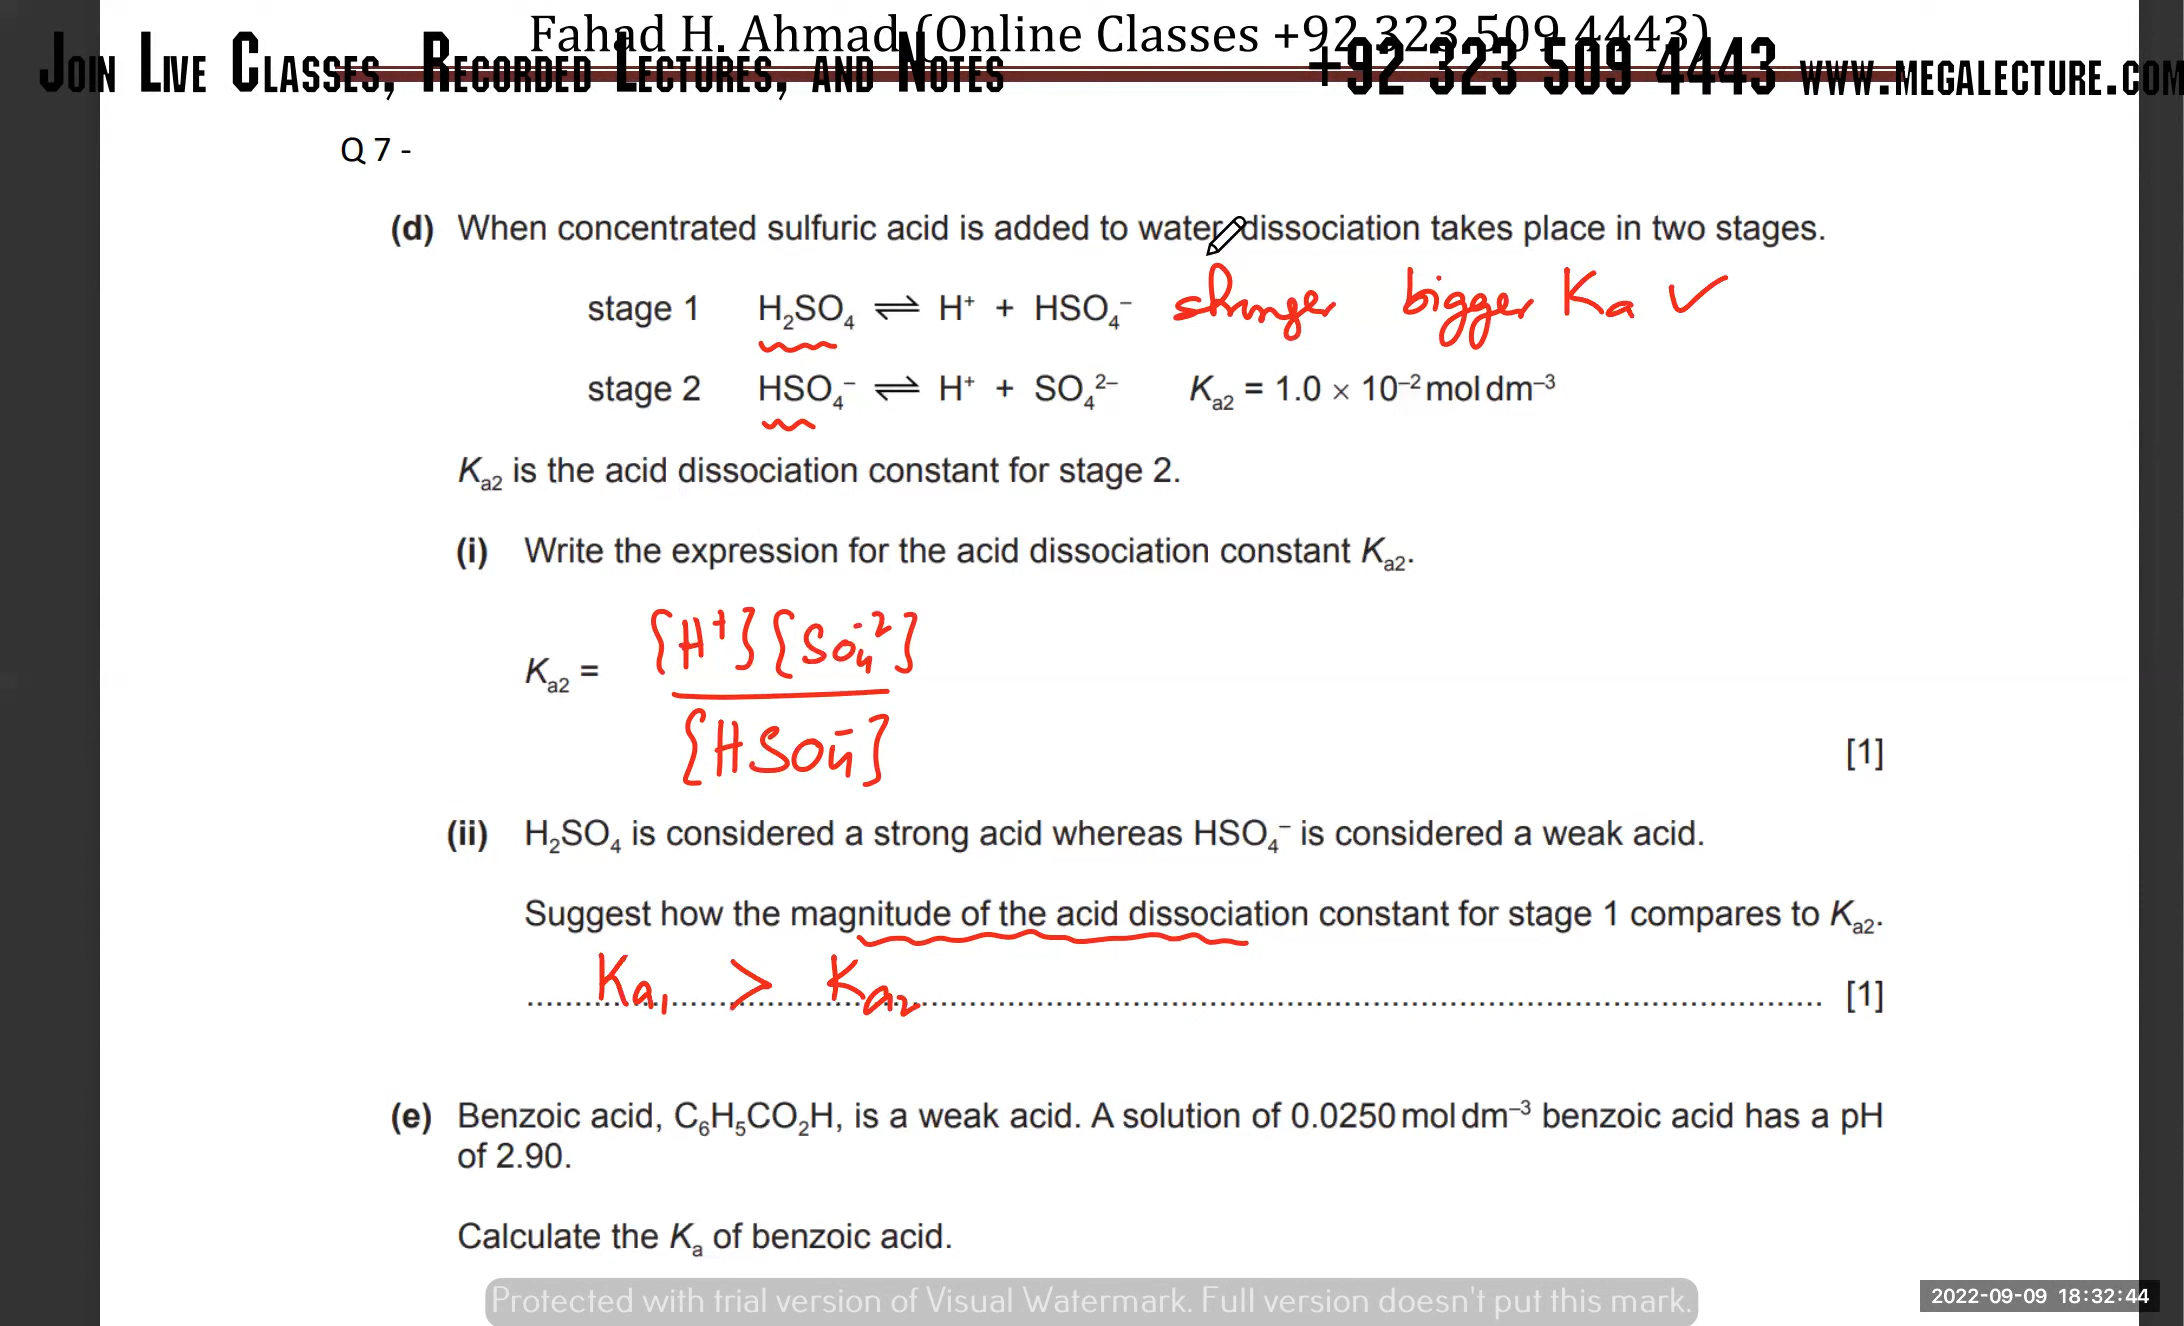 Fahad H. Ahmad (Online Classes +92 323 509 4443)
JOIN LIVE CLASSES, RECORDED LECTURES, AND NOTES +92 323 509 4443 WWW.MEGALECTURE.COM
Q 7 -
(d) When concentrated sulfuric acid is added to water dissociation takes place in two stages.
stage 1 H₂SO₄ ⇌ H⁺ + HSO₄⁻ stronger bigger Ka ✓
stage 2 HSO₄⁻ ⇌ H⁺ + SO₄²⁻ Kₐ₂ = 1.0 × 10⁻² mol dm⁻³
Kₐ₂ is the acid dissociation constant for stage 2.
(i) Write the expression for the acid dissociation constant Kₐ₂.
[H⁺] [SO₄⁻²]
Kₐ₂ =
[HSO₄⁻]
[1]
(ii) H₂SO₄ is considered a strong acid whereas HSO₄⁻ is considered a weak acid.
Suggest how the magnitude of the acid dissociation constant for stage 1 compares to Kₐ₂.
Ka₁ > Ka₂ [1]
(e) Benzoic acid, C₆H₅CO₂H, is a weak acid. A solution of 0.0250 mol dm⁻³ benzoic acid has a pH
of 2.90.
Calculate the Kₐ of benzoic acid.
Protected with trial version of Visual Watermark. Full version doesn't put this mark.
2022-09-09 18:32:44